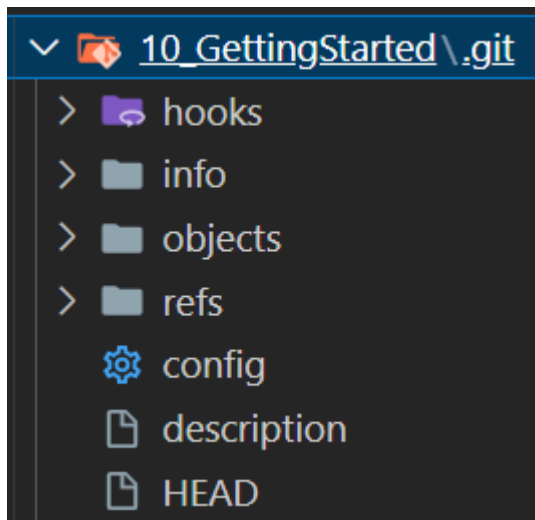 10_GettingStarted\.git
hooks
info
objects
refs
config
description
HEAD